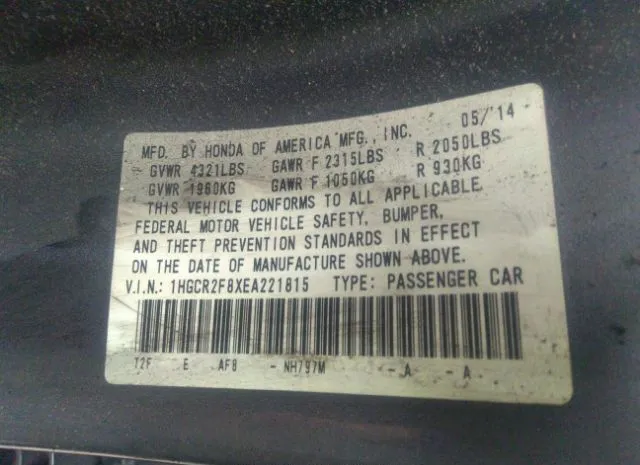 05/'14
MFD. BY HONDA OF AMERICA MFG., INC.
GVWR 4321LBS GAWR F 2315LBS R 2050LBS
GVWR 1960KG GAWR F 1050KG R 930KG
THIS VEHICLE CONFORMS TO ALL APPLICABLE
FEDERAL MOTOR VEHICLE SAFETY, BUMPER,
AND THEFT PREVENTION STANDARDS IN EFFECT
ON THE DATE OF MANUFACTURE SHOWN ABOVE.
V.I.N.: 1HGCR2F8XEA221815 TYPE: PASSENGER CAR
T2F E AF8 - NH797M - A - A